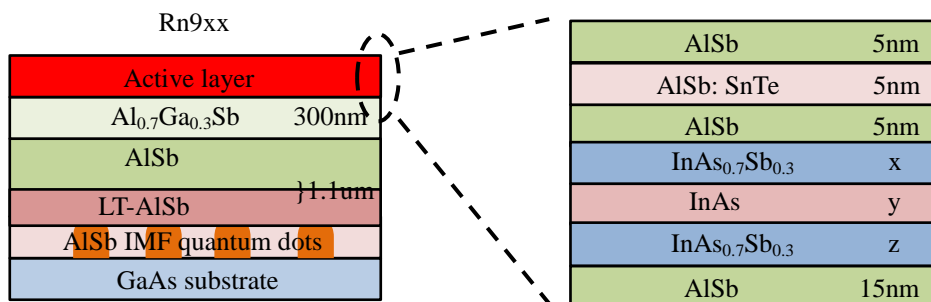 Rn9xx
Active layer
Al0.7Ga0.3Sb 300nm
AlSb
}1.1um
LT-AlSb
AlSb IMF quantum dots
GaAs substrate
AlSb 5nm
AlSb: SnTe 5nm
AlSb 5nm
InAs0.7Sb0.3 x
InAs y
InAs0.7Sb0.3 z
AlSb 15nm